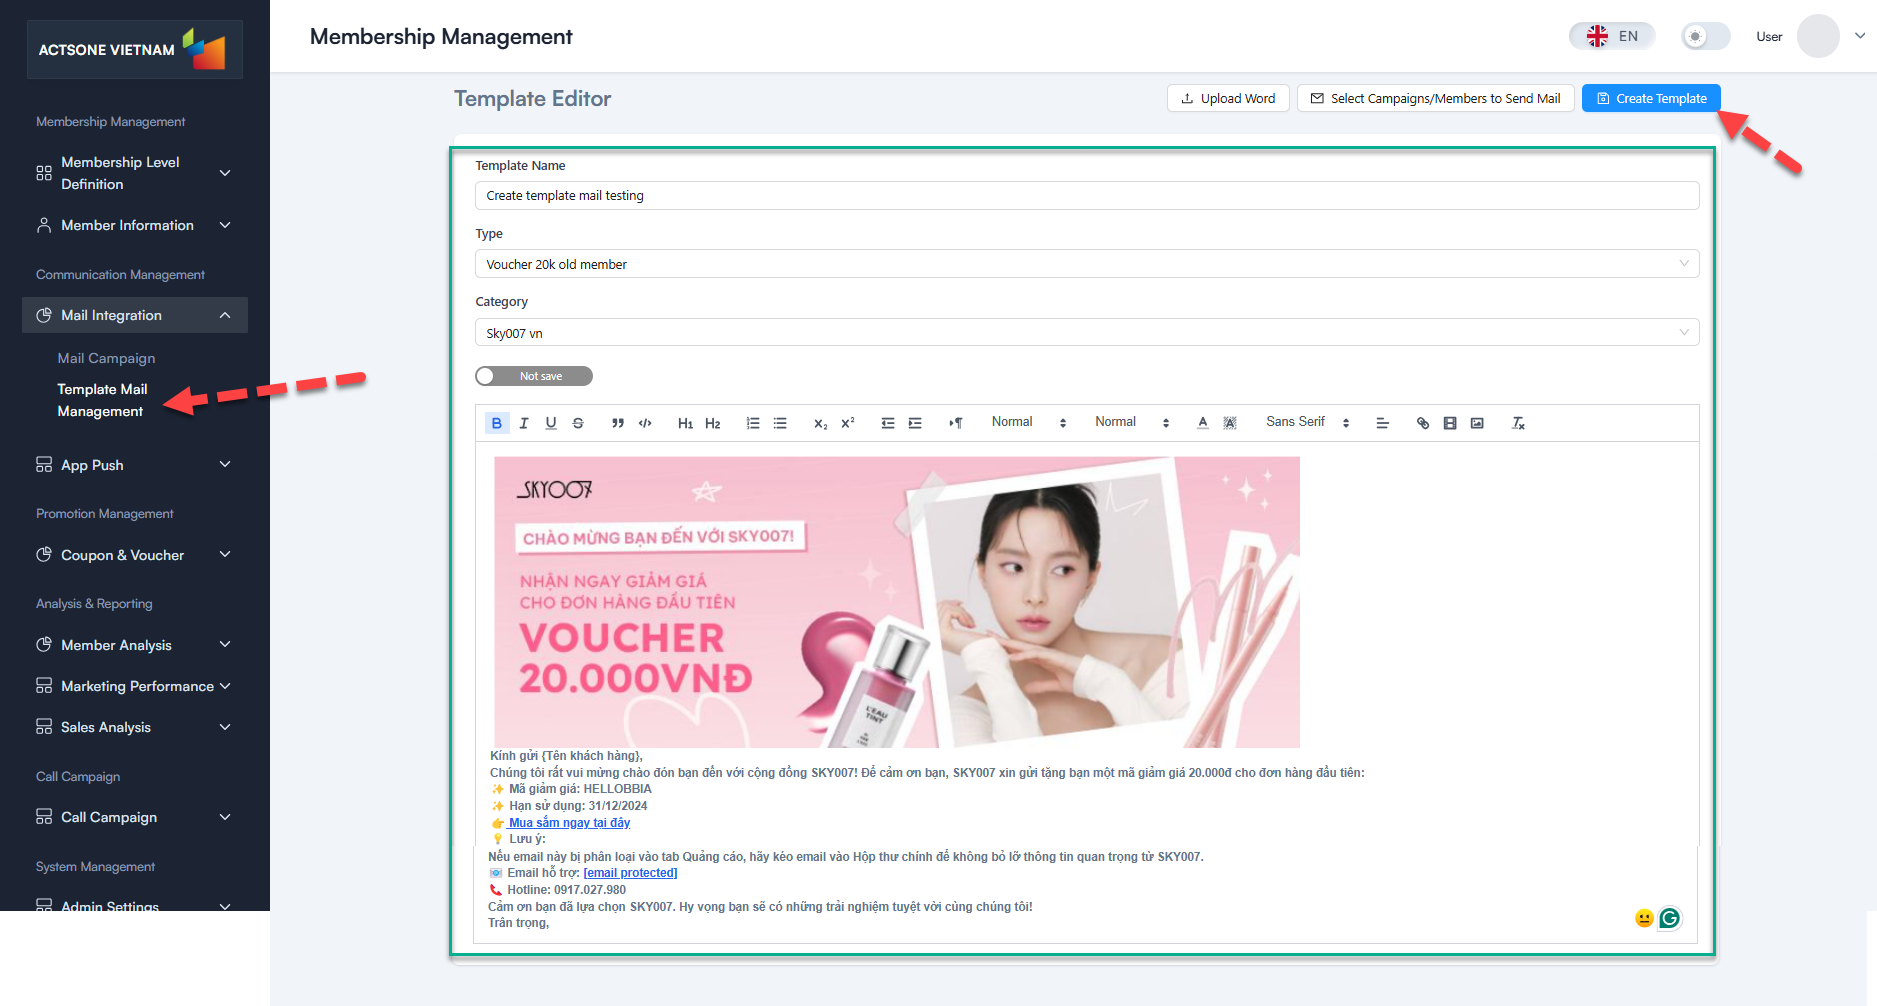 ACTSONE VIETNAM
Membership Management
EN
User
Membership Management
Membership Level
Definition
Member Information
Communication Management
Mail Integration
Mail Campaign
Template Mail
Management
App Push
Promotion Management
Coupon & Voucher
Analysis & Reporting
Member Analysis
Marketing Performance
Sales Analysis
Call Campaign
Call Campaign
System Management
Admin Settings
Template Editor
Upload Word
Select Campaigns/Members to Send Mail
Create Template
Template Name
Create template mail testing
Type
Voucher 20k old member
Category
Sky007 vn
Not save
B I U S H1 H2 x2 x2 Normal Normal A A Sans Serif Tx
SKY007
CHÀO MỪNG BẠN ĐẾN VỚI SKY007!
NHẬN NGAY GIẢM GIÁ
CHO ĐƠN HÀNG ĐẦU TIÊN
VOUCHER
20.000VNĐ
L'EAU
TINT
Kính gửi {Tên khách hàng},
Chúng tôi rất vui mừng chào đón bạn đến với cộng đồng SKY007! Để cảm ơn bạn, SKY007 xin gửi tặng bạn một mã giảm giá 20.000đ cho đơn hàng đầu tiên:
✨ Mã giảm giá: HELLOBBIA
✨ Hạn sử dụng: 31/12/2024
👉 Mua sắm ngay tại đây
💡 Lưu ý:
Nếu email này bị phân loại vào tab Quảng cáo, hãy kéo email vào Hộp thư chính để không bỏ lỡ thông tin quan trọng từ SKY007.
📧 Email hỗ trợ: [email protected]
📞 Hotline: 0917.027.980
Cảm ơn bạn đã lựa chọn SKY007. Hy vọng bạn sẽ có những trải nghiệm tuyệt vời cùng chúng tôi!
Trân trọng,